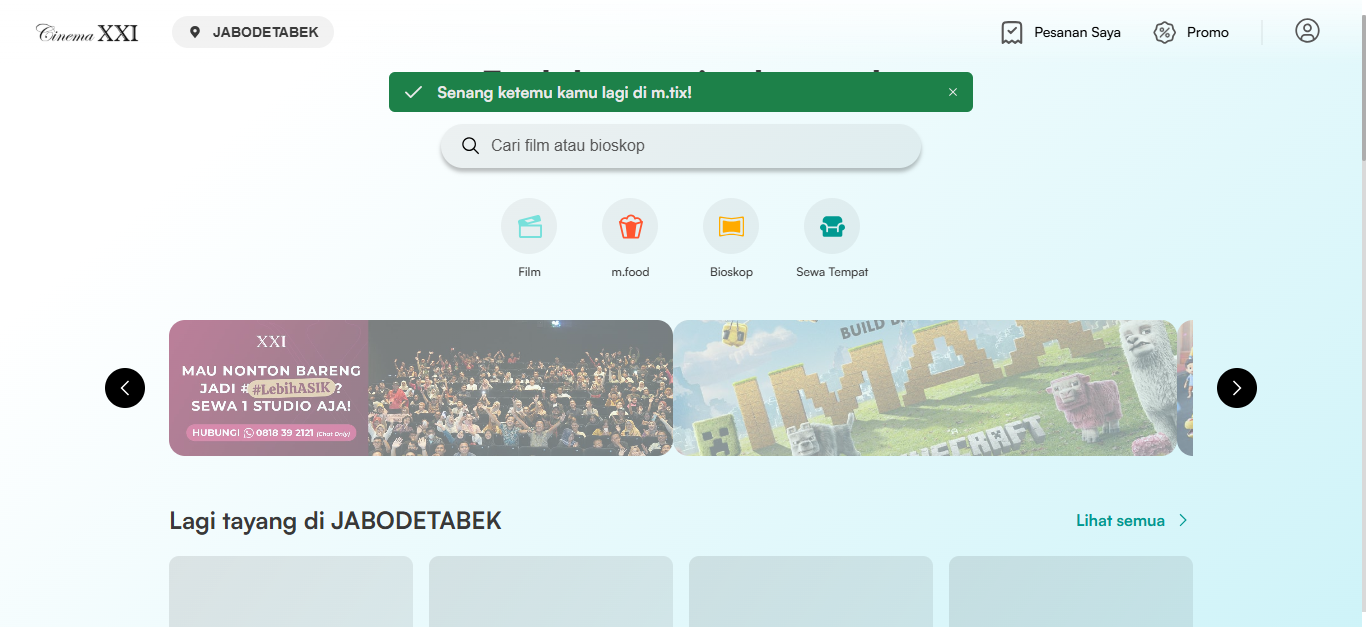 Cinema XXI
JABODETABEK
Pesanan Saya
Promo
Senang ketemu kamu lagi di m.tix!
Cari film atau bioskop
Film
m.food
Bioskop
Sewa Tempat
XXI
MAU NONTON BARENG
JADI ##LebihASIK?
SEWA 1 STUDIO AJA!
HUBUNGI 0818 39 2121 (Chat Only)
BUILD
IMAX
MINECRAFT
Lagi tayang di JABODETABEK
Lihat semua